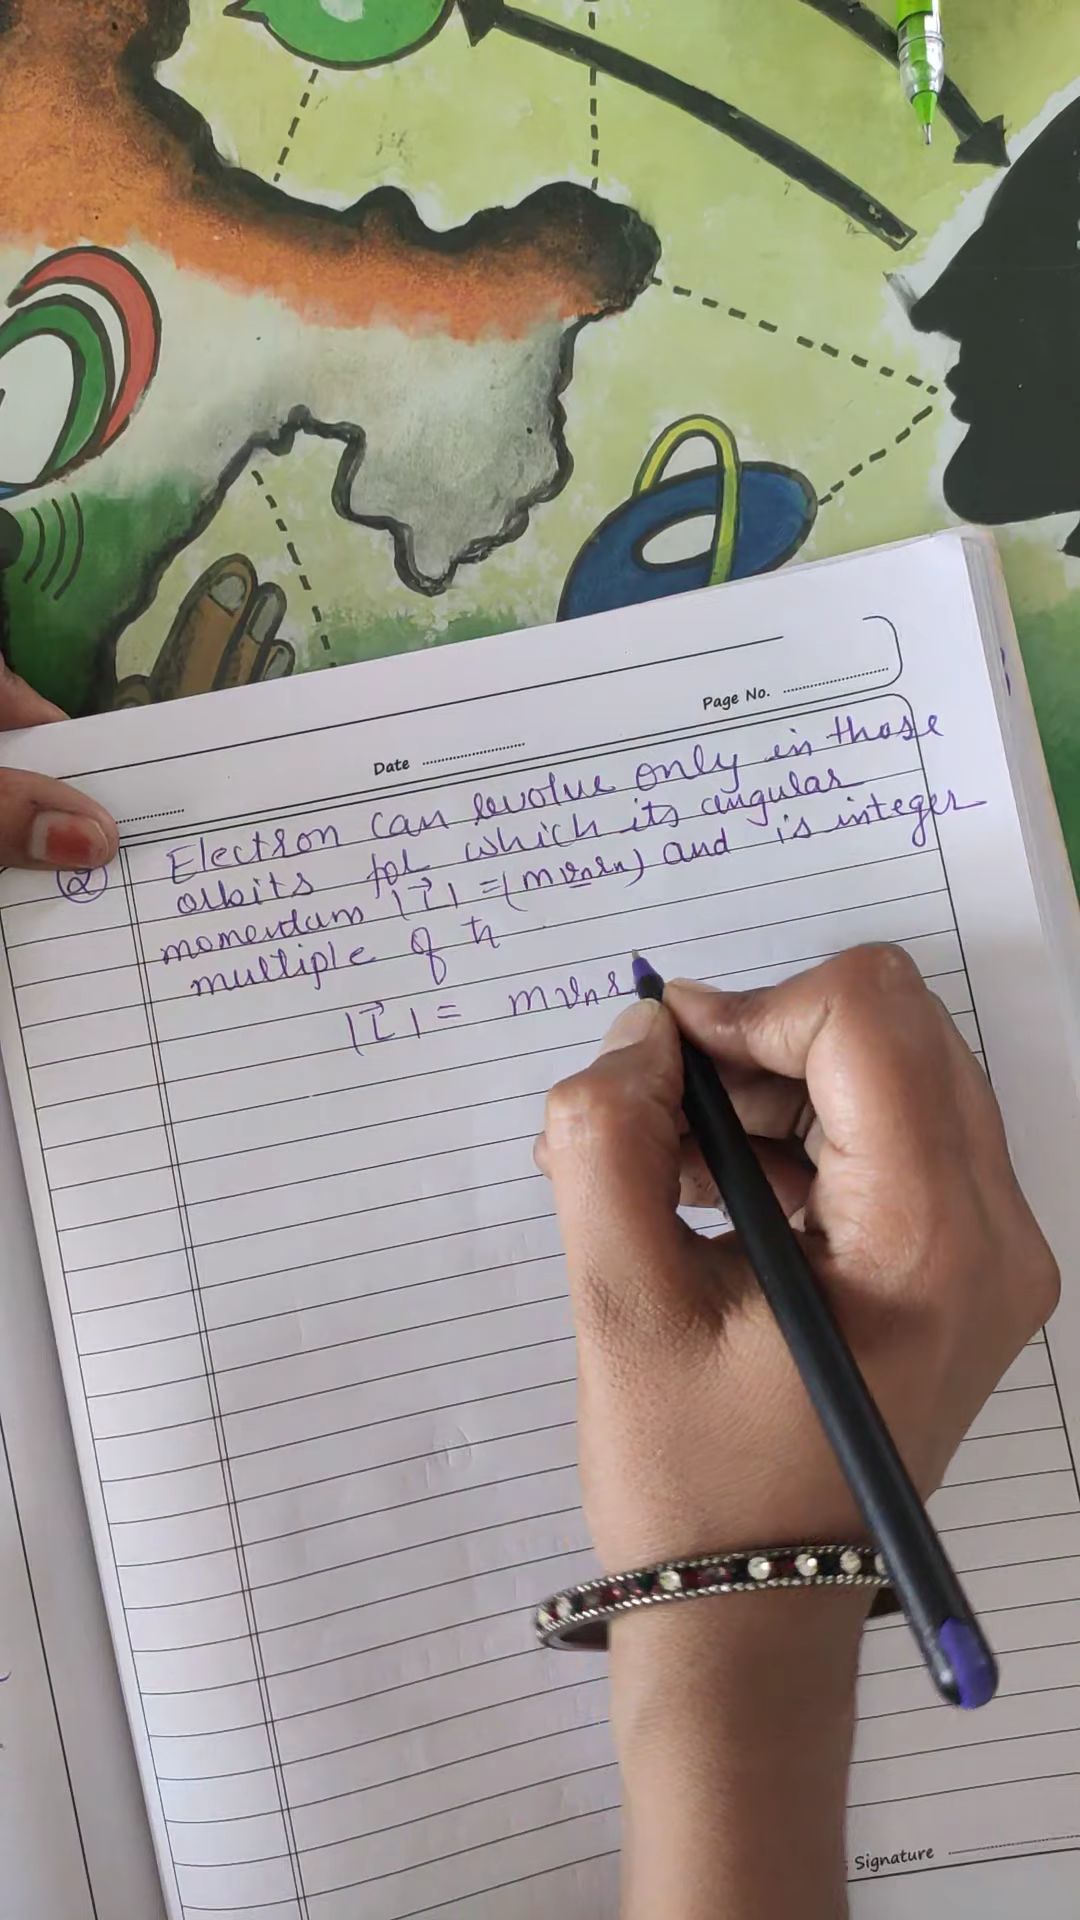 Page No.
Date
② Electron can revolve only in those
orbits for which its angular
momentum |L⃗| = (mvnrn) and is integer
multiple of ħ
|L⃗| = mvnr
Signature